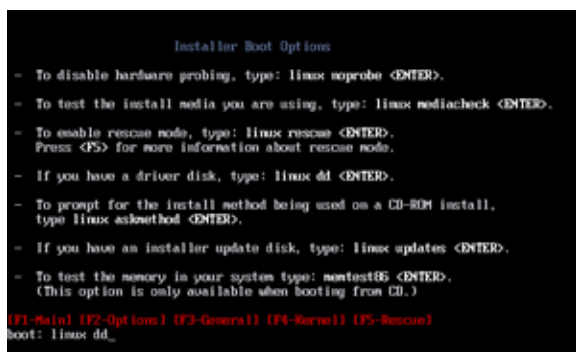 Installer Boot Options
- To disable hardware probing, type: linux noprobe <ENTER>.
- To test the install media you are using, type: linux mediacheck <ENTER>.
- To enable rescue mode, type: linux rescue <ENTER>.
Press <F5> for more information about rescue mode.
- If you have a driver disk, type: linux dd <ENTER>.
- To prompt for the install method being used on a CD-ROM install,
type linux askmethod <ENTER>.
- If you have an installer update disk, type: linux updates <ENTER>.
- To test the memory in your system type: memtest86 <ENTER>.
(This option is only available when booting from CD.)
[F1-Main] [F2-Options] [F3-General] [F4-Kernel] [F5-Rescue]
boot: linux dd_